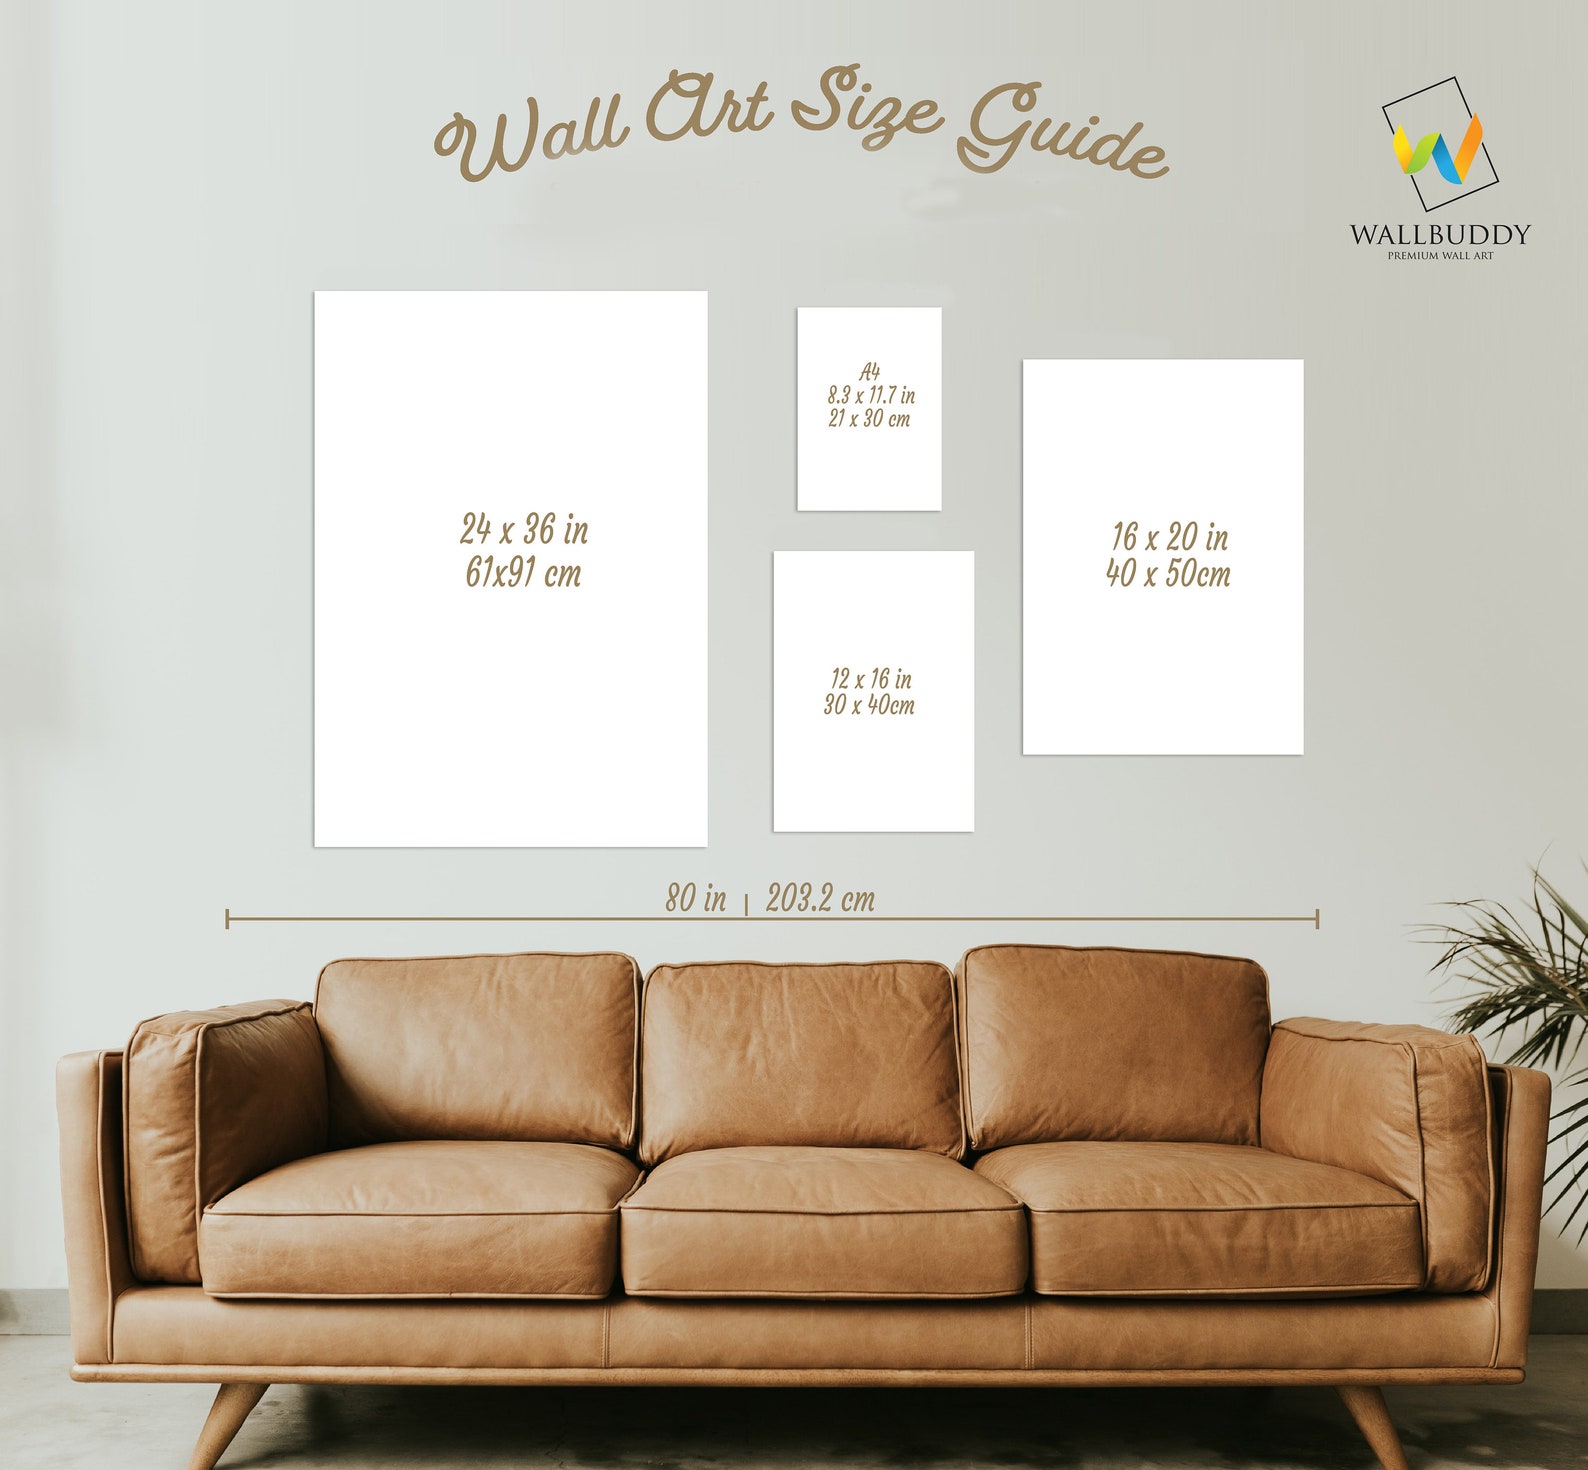 Wall Art Size Guide
WALLBUDDY
PREMIUM WALL ART
24 x 36 in
61x91 cm
A4
8.3 x 11.7 in
21 x 30 cm
12 x 16 in
30 x 40cm
16 x 20 in
40 x 50cm
80 in | 203.2 cm